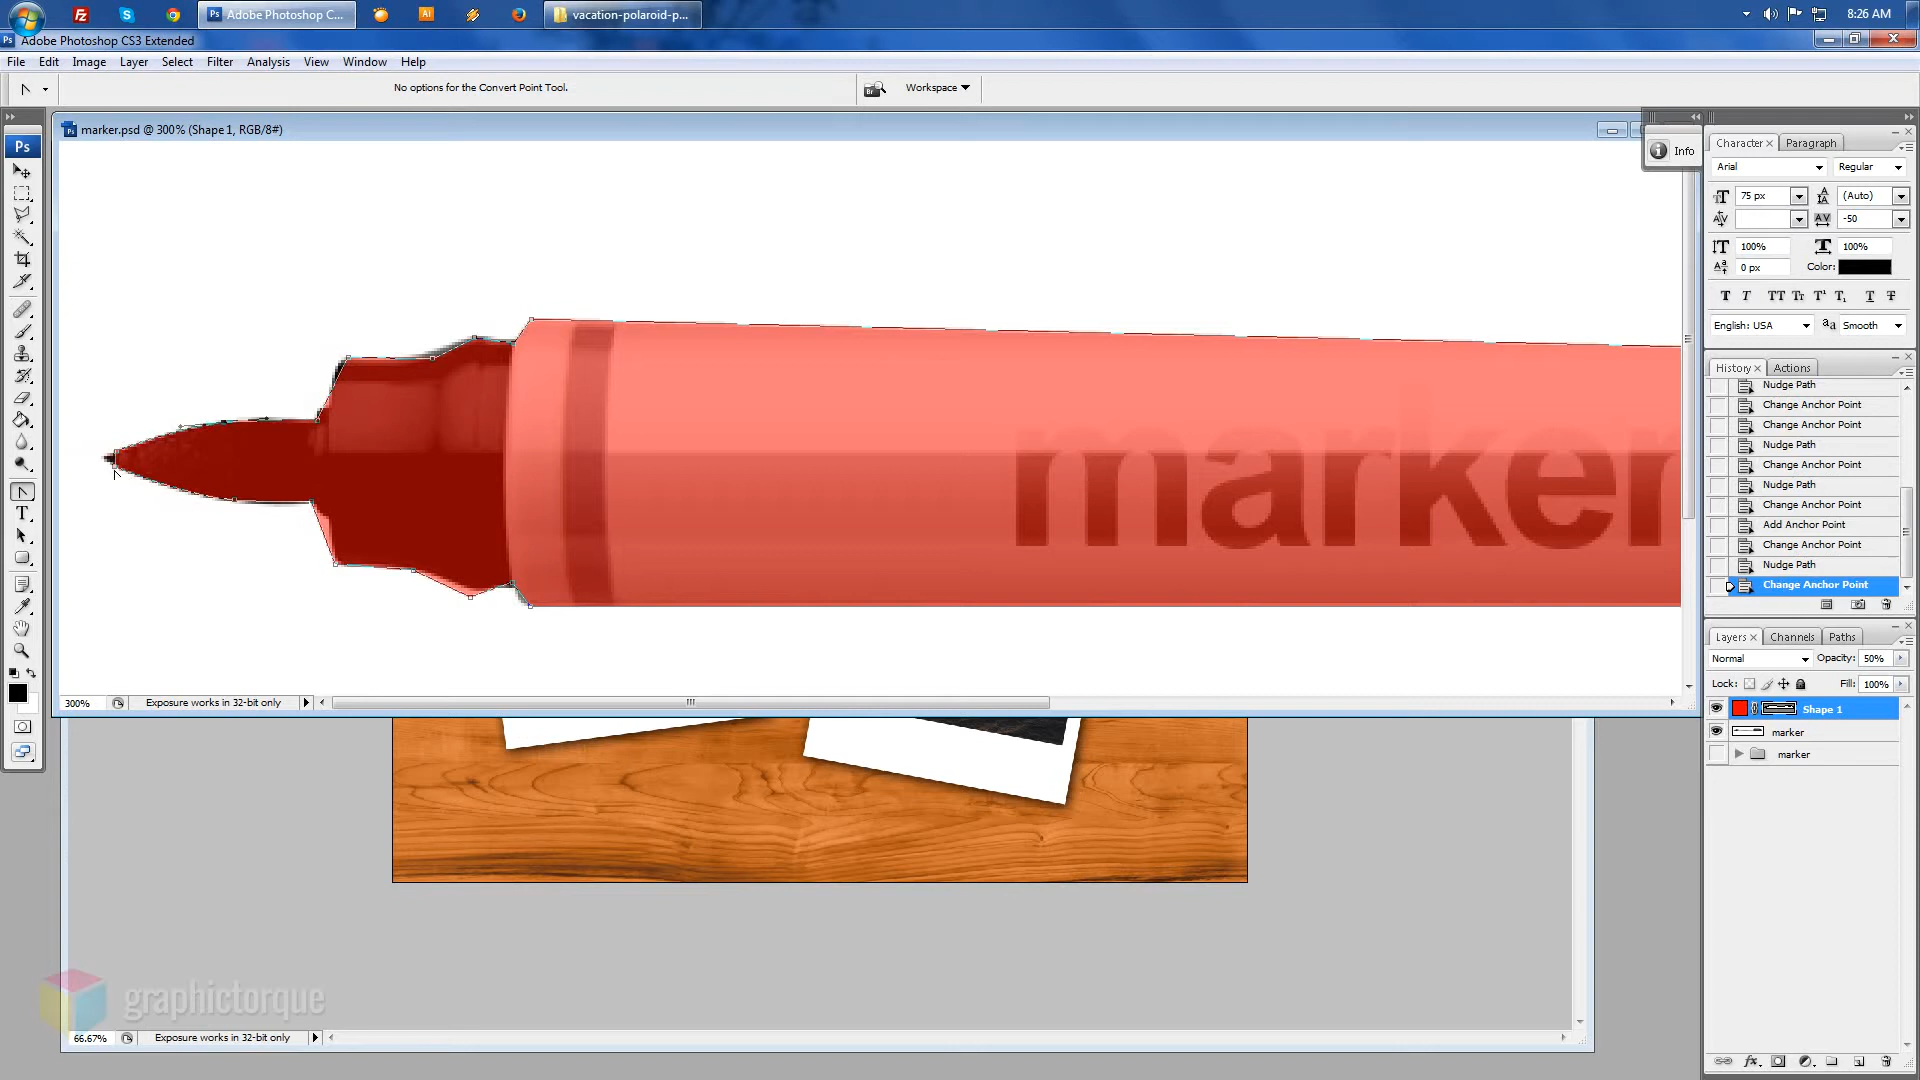 Adobe Photoshop C...
vacation-polaroid-p...
8:26 AM
Adobe Photoshop CS3 Extended
File Edit Image Layer Select Filter Analysis View Window Help
No options for the Convert Point Tool.
Workspace
marker.psd @ 300% (Shape 1, RGB/8#)
Info
Character
Paragraph
Arial
Regular
75 px
(Auto)
-50
100%
100%
0 px
Color:
English: USA
Smooth
History
Actions
Nudge Path
Change Anchor Point
Change Anchor Point
Nudge Path
Change Anchor Point
Nudge Path
Change Anchor Point
Add Anchor Point
Change Anchor Point
Nudge Path
Change Anchor Point
Layers
Channels
Paths
Normal
Opacity: 50%
Lock:
Fill: 100%
Shape 1
marker
marker
marker
300%
Exposure works in 32-bit only
graphictorque
66.67%
Exposure works in 32-bit only